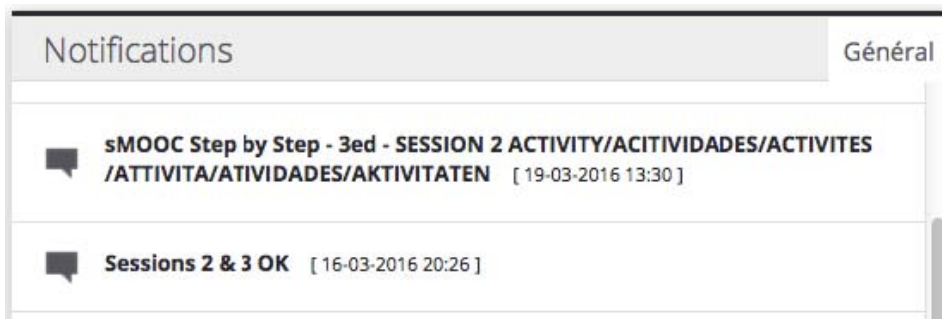 Notifications
Général
sMOOC Step by Step - 3ed - SESSION 2 ACTIVITY/ACITIVIDADES/ACTIVITES
/ATTIVITA/ATIVIDADES/AKTIVITATEN [ 19-03-2016 13:30 ]
Sessions 2 & 3 OK [ 16-03-2016 20:26 ]